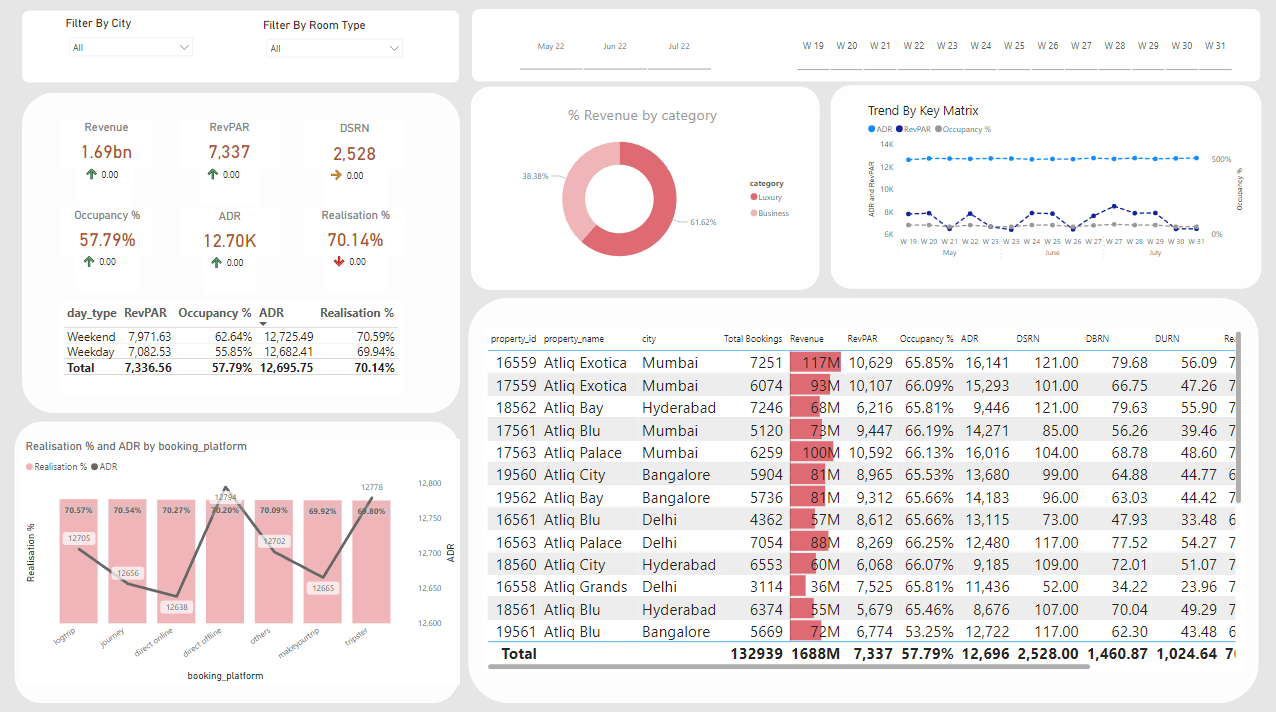 Filter By City
All
Filter By Room Type
All
May 22 Jun 22 Jul 22
W 19 W 20 W 21 W 22 W 23 W 24 W 25 W 26 W 27 W 28 W 29 W 30 W 31
Revenue
1.69bn
0.00
RevPAR
7,337
0.00
DSRN
2,528
0.00
Occupancy %
57.79%
0.00
ADR
12.70K
0.00
Realisation %
70.14%
0.00
day_type RevPAR Occupancy % ADR Realisation %
Weekend 7,971.63 62.64% 12,725.49 70.59%
Weekday 7,082.53 55.85% 12,682.41 69.94%
Total 7,336.56 57.79% 12,695.75 70.14%
% Revenue by category
38.38%
61.62%
category
Luxury
Business
Trend By Key Matrix
ADR RevPAR Occupancy %
ADR and RevPAR
14K
12K
10K
8K
6K
500%
0%
Occupancy %
W 19 W 20 W 21 W 22 W 23 W 23 W 24 W 25 W 26 W 27 W 27 W 28 W 29 W 30 W 31
May June July
Realisation % and ADR by booking_platform
Realisation % ADR
Realisation %
70.57% 70.54% 70.27% 70.20% 70.09% 69.92% 69.80%
12705 12656 12638 12794 12702 12665 12778
12,800
12,750
12,700
12,650
12,600
ADR
logtrip journey direct online direct offline others makeyourtrip tripster
booking_platform
property_id property_name city Total Bookings Revenue RevPAR Occupancy % ADR DSRN DBRN DURN Re
16559 Atliq Exotica Mumbai 7251 117M 10,629 65.85% 16,141 121.00 79.68 56.09 7
17559 Atliq Exotica Mumbai 6074 93M 10,107 66.09% 15,293 101.00 66.75 47.26 7
18562 Atliq Bay Hyderabad 7246 68M 6,216 65.81% 9,446 121.00 79.63 55.90 7
17561 Atliq Blu Mumbai 5120 73M 9,447 66.19% 14,271 85.00 56.26 39.46 7
17563 Atliq Palace Mumbai 6259 100M 10,592 66.13% 16,016 104.00 68.78 48.60 7
19560 Atliq City Bangalore 5904 81M 8,965 65.53% 13,680 99.00 64.88 44.77 6
19562 Atliq Bay Bangalore 5736 81M 9,312 65.66% 14,183 96.00 63.03 44.42 7
16561 Atliq Blu Delhi 4362 57M 8,612 65.66% 13,115 73.00 47.93 33.48 6
16563 Atliq Palace Delhi 7054 88M 8,269 66.25% 12,480 117.00 77.52 54.27 7
18560 Atliq City Hyderabad 6553 60M 6,068 66.07% 9,185 109.00 72.01 51.07 7
16558 Atliq Grands Delhi 3114 36M 7,525 65.81% 11,436 52.00 34.22 23.96 7
18561 Atliq Blu Hyderabad 6374 55M 5,679 65.46% 8,676 107.00 70.04 49.29 7
19561 Atliq Blu Bangalore 5669 72M 6,774 53.25% 12,722 117.00 62.30 43.48 6
Total 132939 1688M 7,337 57.79% 12,696 2,528.00 1,460.87 1,024.64 7